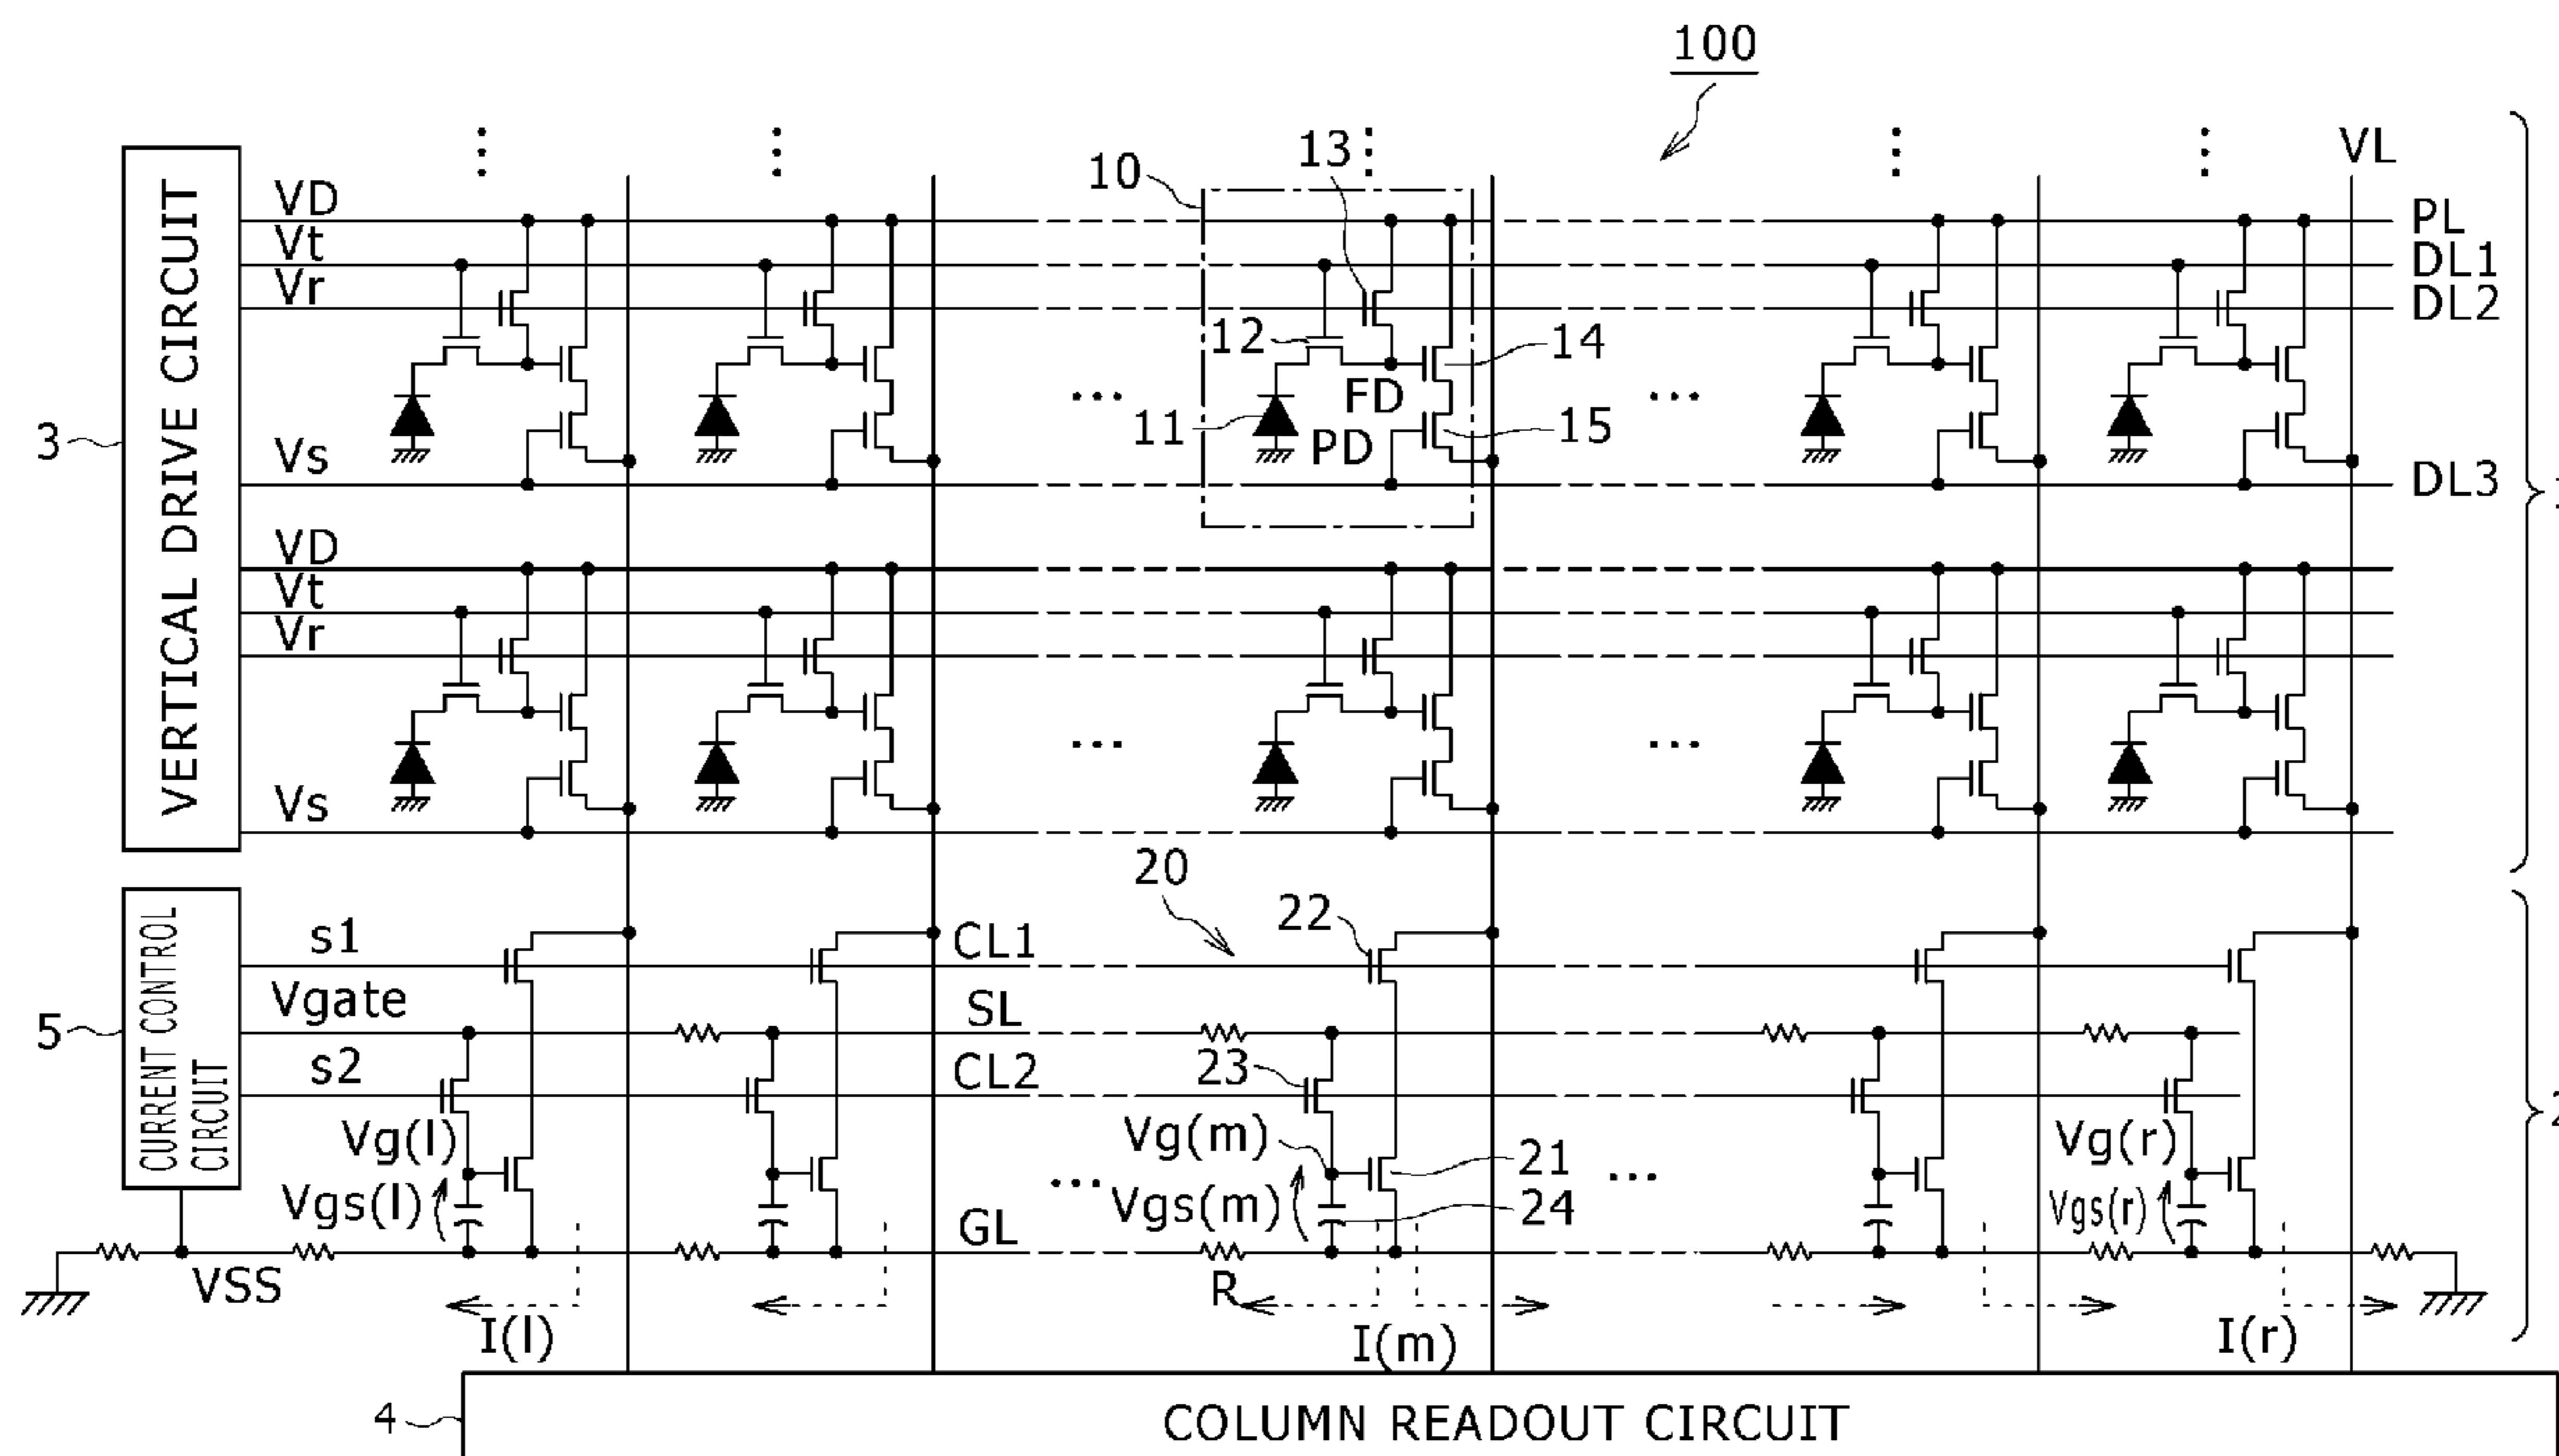 100
10
13
VL
VD
Vt
Vr
PL
DL1
DL2
12
14
FD
11
PD
15
3
VERTICAL DRIVE CIRCUIT
Vs
DL3
VD
Vt
Vr
Vs
20
22
s1
CL1
Vgate
SL
5
CURRENT CONTROL
CIRCUIT
s2
CL2
23
Vg(l)
Vg(m)
21
Vg(r)
Vgs(l)
Vgs(m)
24
Vgs(r)
GL
VSS
R
I(l)
I(m)
I(r)
4
COLUMN READOUT CIRCUIT